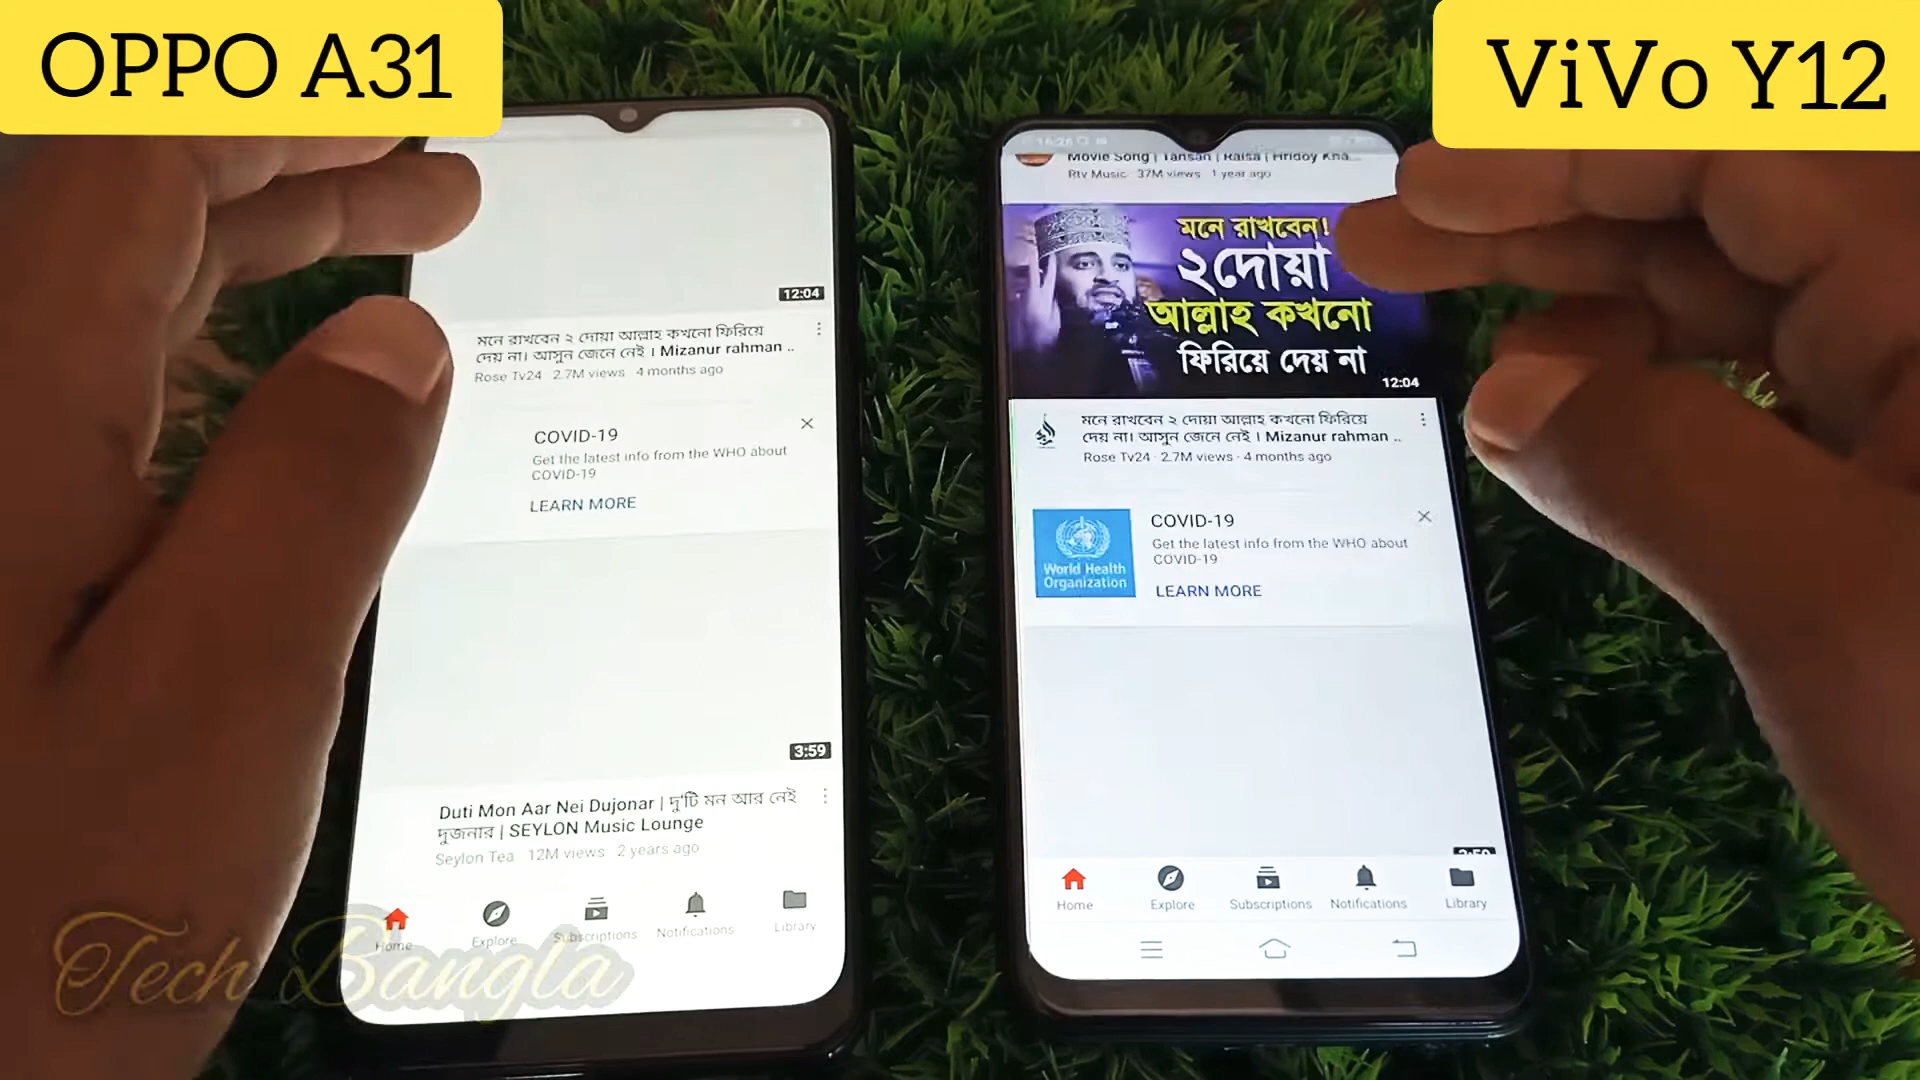 OPPO A31
ViVo Y12
12:04
মনে রাখবেন ২ দোয়া আল্লাহ কখনো ফিরিয়ে
দেয় না। আসুন জেনে নেই । Mizanur rahman ..
Rose Tv24 2.7M views 4 months ago
COVID-19
Get the latest info from the WHO about
COVID-19
LEARN MORE
3:59
Duti Mon Aar Nei Dujonar | দু'টি মন আর নেই
দুজনার | SEYLON Music Lounge
Seylon Tea 12M views 2 years ago
Home Explore Subscriptions Notifications Library
Tech Bangla
Movie Song | Tansan | Raisa | Hridoy Kha...
Rtv Music · 37M views · 1 year ago
মনে রাখবেন!
২দোয়া
আল্লাহ কখনো
ফিরিয়ে দেয় না
12:04
মনে রাখবেন ২ দোয়া আল্লাহ কখনো ফিরিয়ে
দেয় না। আসুন জেনে নেই । Mizanur rahman ..
Rose Tv24 · 2.7M views · 4 months ago
World Health
Organization
COVID-19
Get the latest info from the WHO about
COVID-19
LEARN MORE
Home Explore Subscriptions Notifications Library